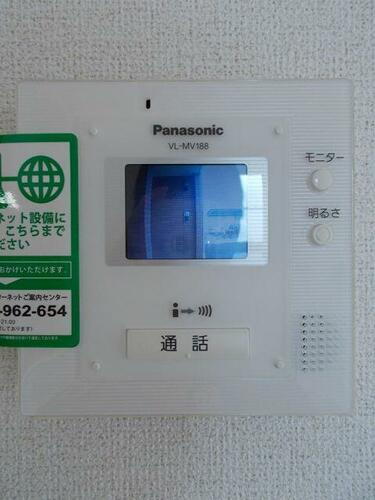 Panasonic
VL-MV188
モニター
明るさ
通話
ネット設備に
こちらまで
ださい
おかけいただけます。
ーネットご案内センター
-962-654